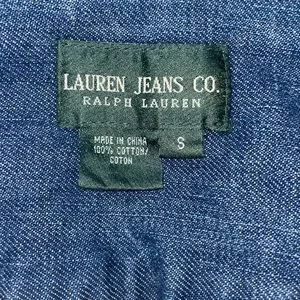 LAUREN JEANS CO.
RALPH LAUREN
MADE IN CHINA
100% COTTON/
COTON
S